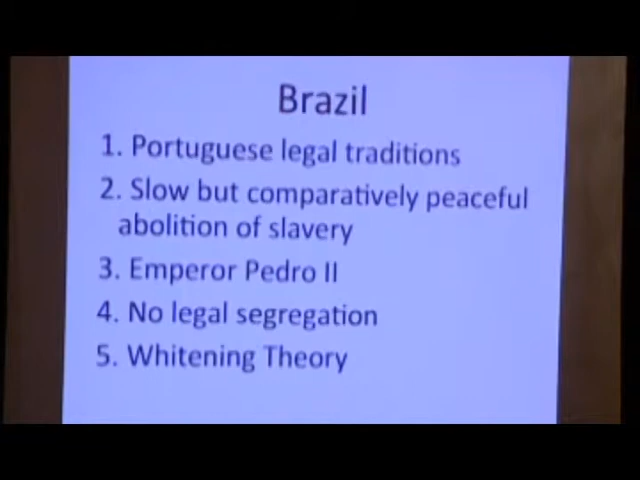 Brazil
1. Portuguese legal traditions
2. Slow but comparatively peaceful
abolition of slavery
3. Emperor Pedro II
4. No legal segregation
5. Whitening Theory